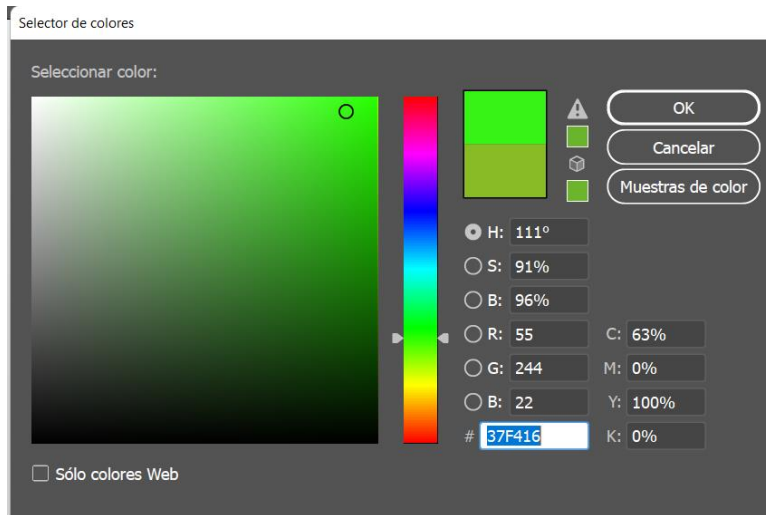 Selector de colores
Seleccionar color:
OK
Cancelar
Muestras de color
H: 111º
S: 91%
B: 96%
R: 55 C: 63%
G: 244 M: 0%
B: 22 Y: 100%
# 37F416 K: 0%
Sólo colores Web